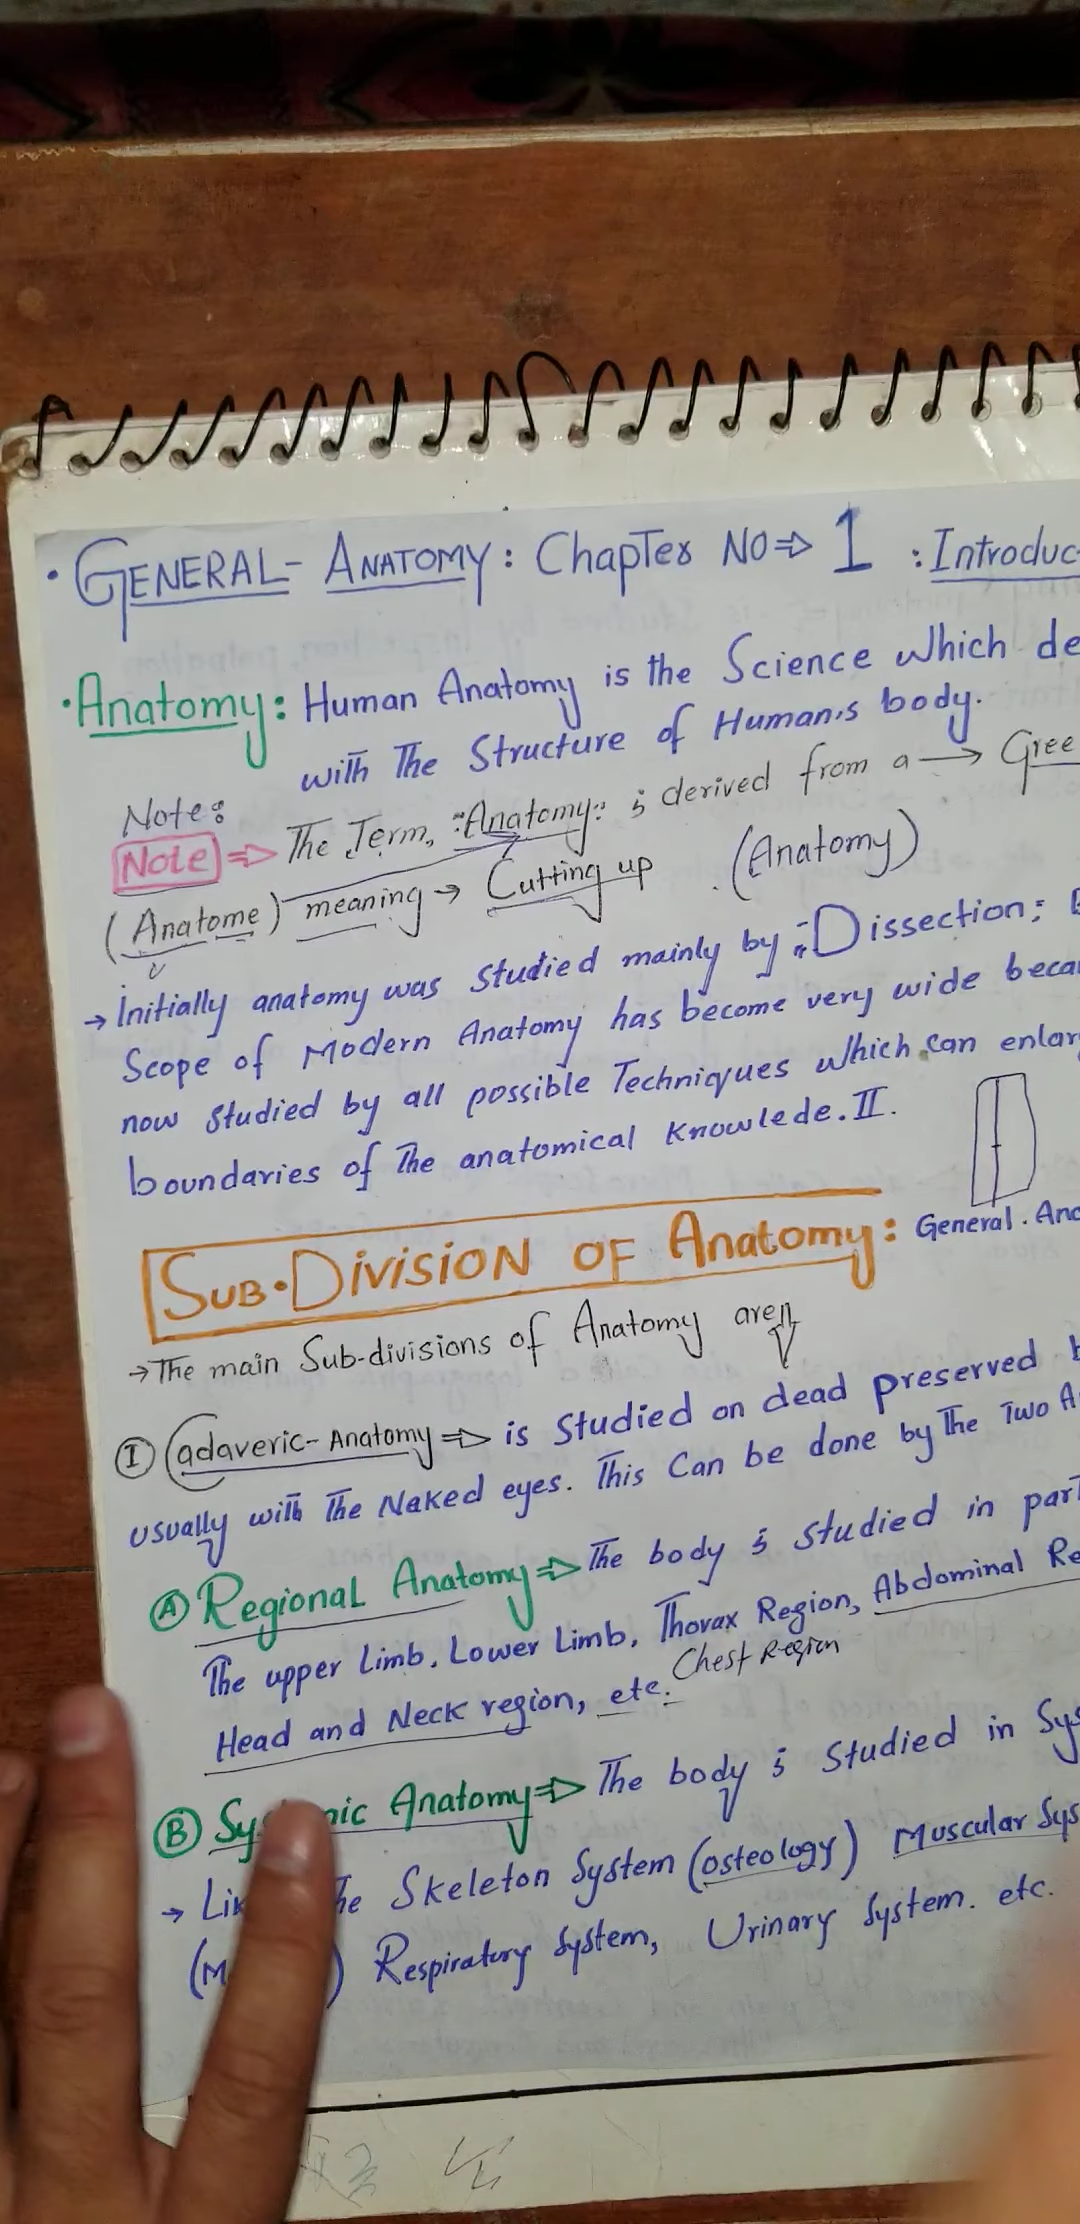 • GENERAL- ANATOMY: Chapter NO⇒ 1 : Introduc
• Anatomy: Human Anatomy is the Science which de
with The Structure of Human,s body.
Note:
Note ⇒ The Term, "Anatomy" is derived from a → Gree
(Anatome) meaning → Cutting up . (Anatomy)
→ Initially anatomy was Studied mainly by "Dissection;
Scope of Modern Anatomy has become very wide beca
now studied by all possible Techniques which can enlar
boundaries of The anatomical Knowlede. II.
SUB-DIVISION OF Anatomy: General. Ana
→ The main Sub-divisions of Anatomy are
I Cadaveric-Anatomy ⇒ is Studied on dead preserved b
usually with The Naked eyes. This Can be done by The Two A
A Regional Anatomy ⇒ The body is studied in part
The upper Limb, Lower Limb, Thorax Region, Abdominal Re
Chest Region
Head and Neck region, etc.
B Sy nic Anatomy ⇒ The body is Studied in Sys
→ Li he Skeleton System (osteology) Muscular Sys
(M ) Respiratory System, Urinary System. etc.